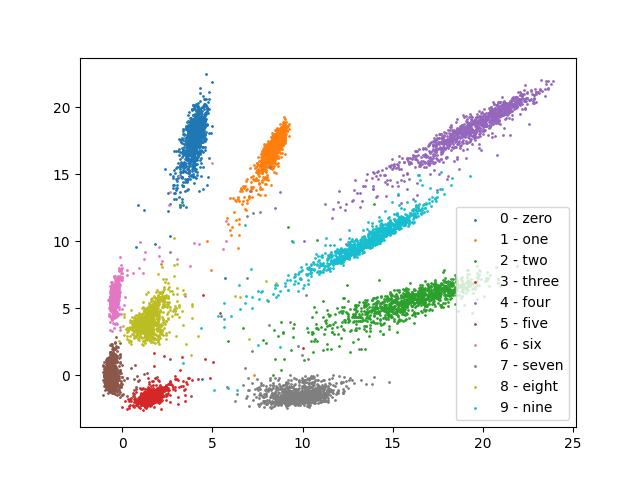 20
15
10
5
0
0 5 10 15 20 25
0 - zero
1 - one
2 - two
3 - three
4 - four
5 - five
6 - six
7 - seven
8 - eight
9 - nine